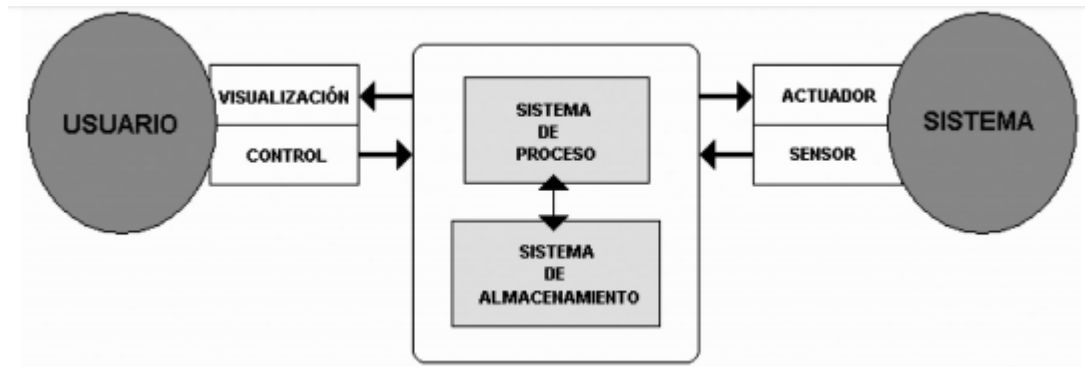 USUARIO
VISUALIZACIÓN
CONTROL
SISTEMA
DE
PROCESO
SISTEMA
DE
ALMACENAMIENTO
ACTUADOR
SENSOR
SISTEMA